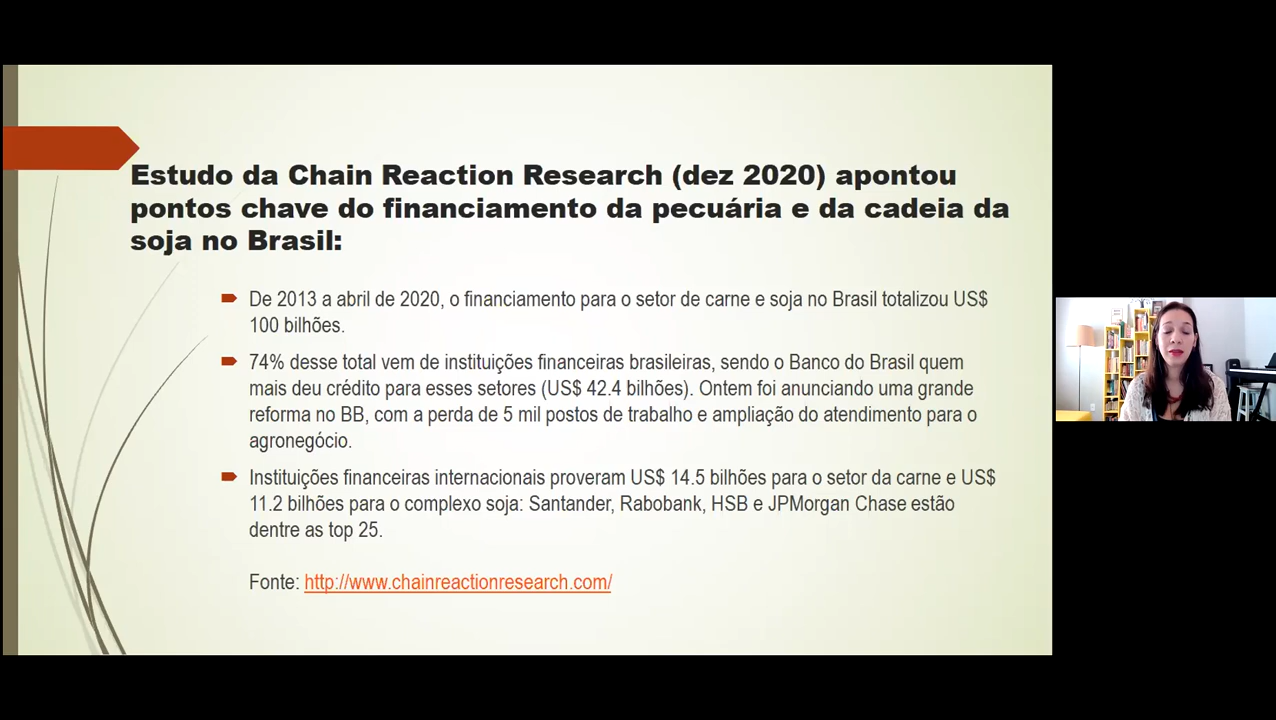 Estudo da Chain Reaction Research (dez 2020) apontou
pontos chave do financiamento da pecuária e da cadeia da
soja no Brasil:
De 2013 a abril de 2020, o financiamento para o setor de carne e soja no Brasil totalizou US$
100 bilhões.
74% desse total vem de instituições financeiras brasileiras, sendo o Banco do Brasil quem
mais deu crédito para esses setores (US$ 42.4 bilhões). Ontem foi anunciando uma grande
reforma no BB, com a perda de 5 mil postos de trabalho e ampliação do atendimento para o
agronegócio.
Instituições financeiras internacionais proveram US$ 14.5 bilhões para o setor da carne e US$
11.2 bilhões para o complexo soja: Santander, Rabobank, HSB e JPMorgan Chase estão
dentre as top 25.
Fonte: http://www.chainreactionresearch.com/